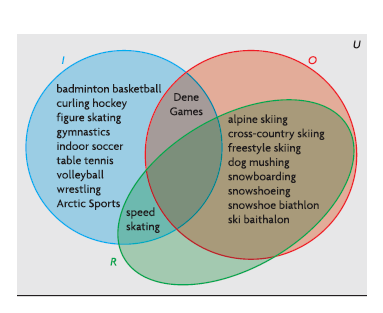 U
I
O
badminton basketball
curling hockey
figure skating
gymnastics
indoor soccer
table tennis
volleyball
wrestling
Arctic Sports
Dene
Games
alpine skiing
cross-country skiing
freestyle skiing
dog mushing
snowboarding
snowshoeing
snowshoe biathlon
ski baithalon
speed
skating
R